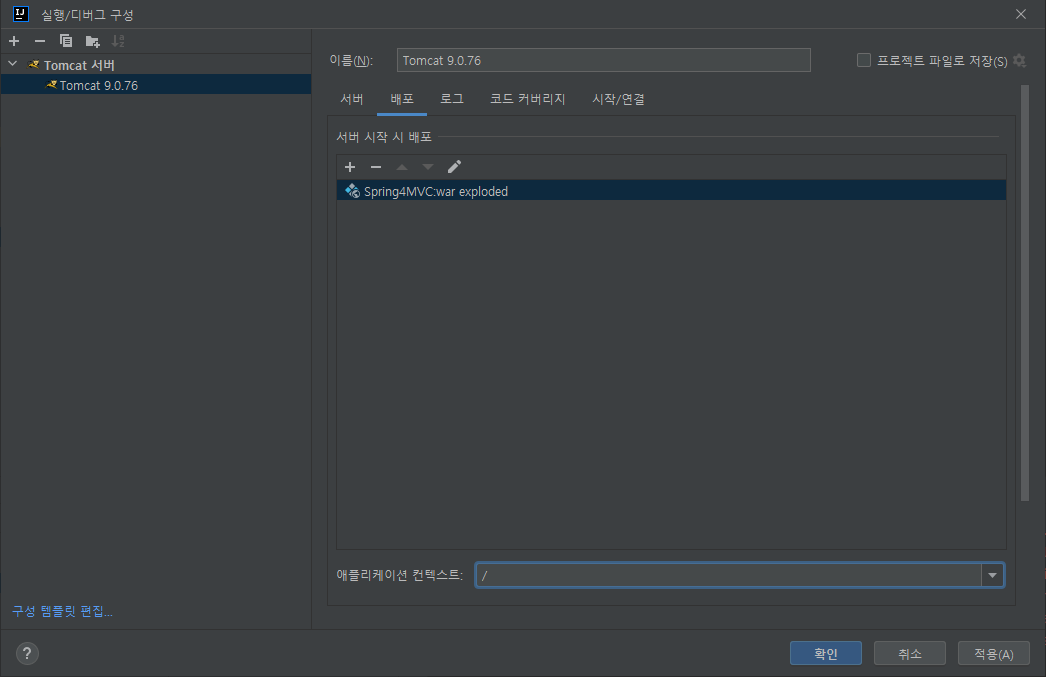 실행/디버그 구성
Tomcat 서버
Tomcat 9.0.76
이름(N): Tomcat 9.0.76 프로젝트 파일로 저장(S)
서버 배포 로그 코드 커버리지 시작/연결
서버 시작 시 배포
Spring4MVC:war exploded
애플리케이션 컨텍스트: /
구성 템플릿 편집...
? 확인 취소 적용(A)